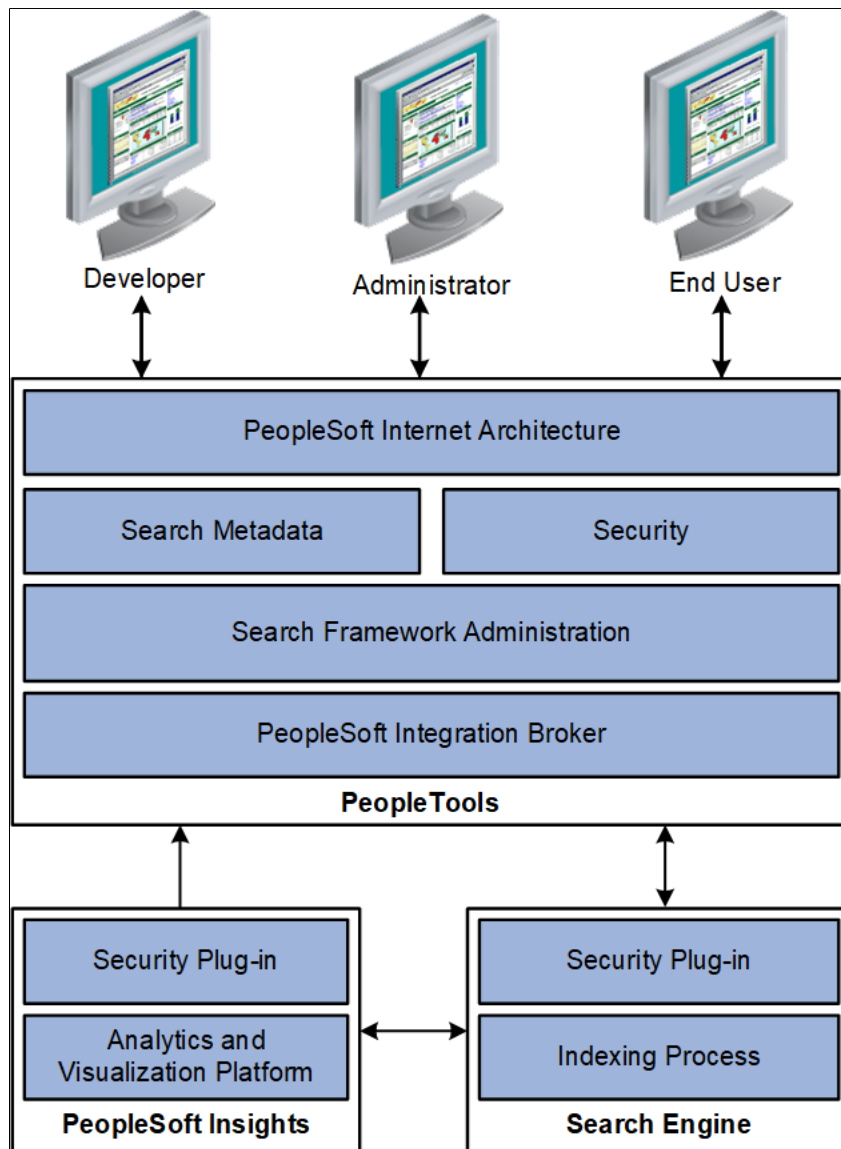 Developer
Administrator
End User
PeopleSoft Internet Architecture
Search Metadata
Security
Search Framework Administration
PeopleSoft Integration Broker
PeopleTools
Security Plug-in
Analytics and
Visualization Platform
PeopleSoft Insights
Security Plug-in
Indexing Process
Search Engine